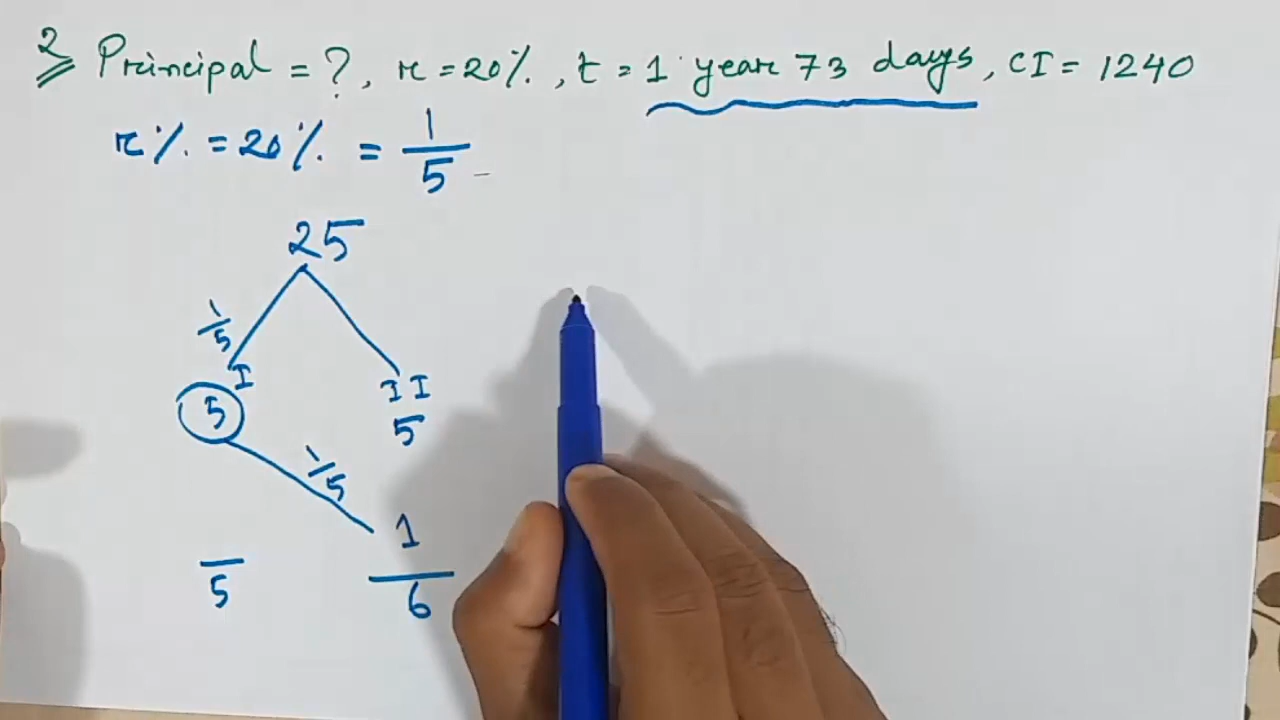 2 Principal = ?, r = 20%, t = 1 year 73 days, CI = 1240
r% = 20% = 1/5
25
1/5
I II
5 5
1/5
1
5 6